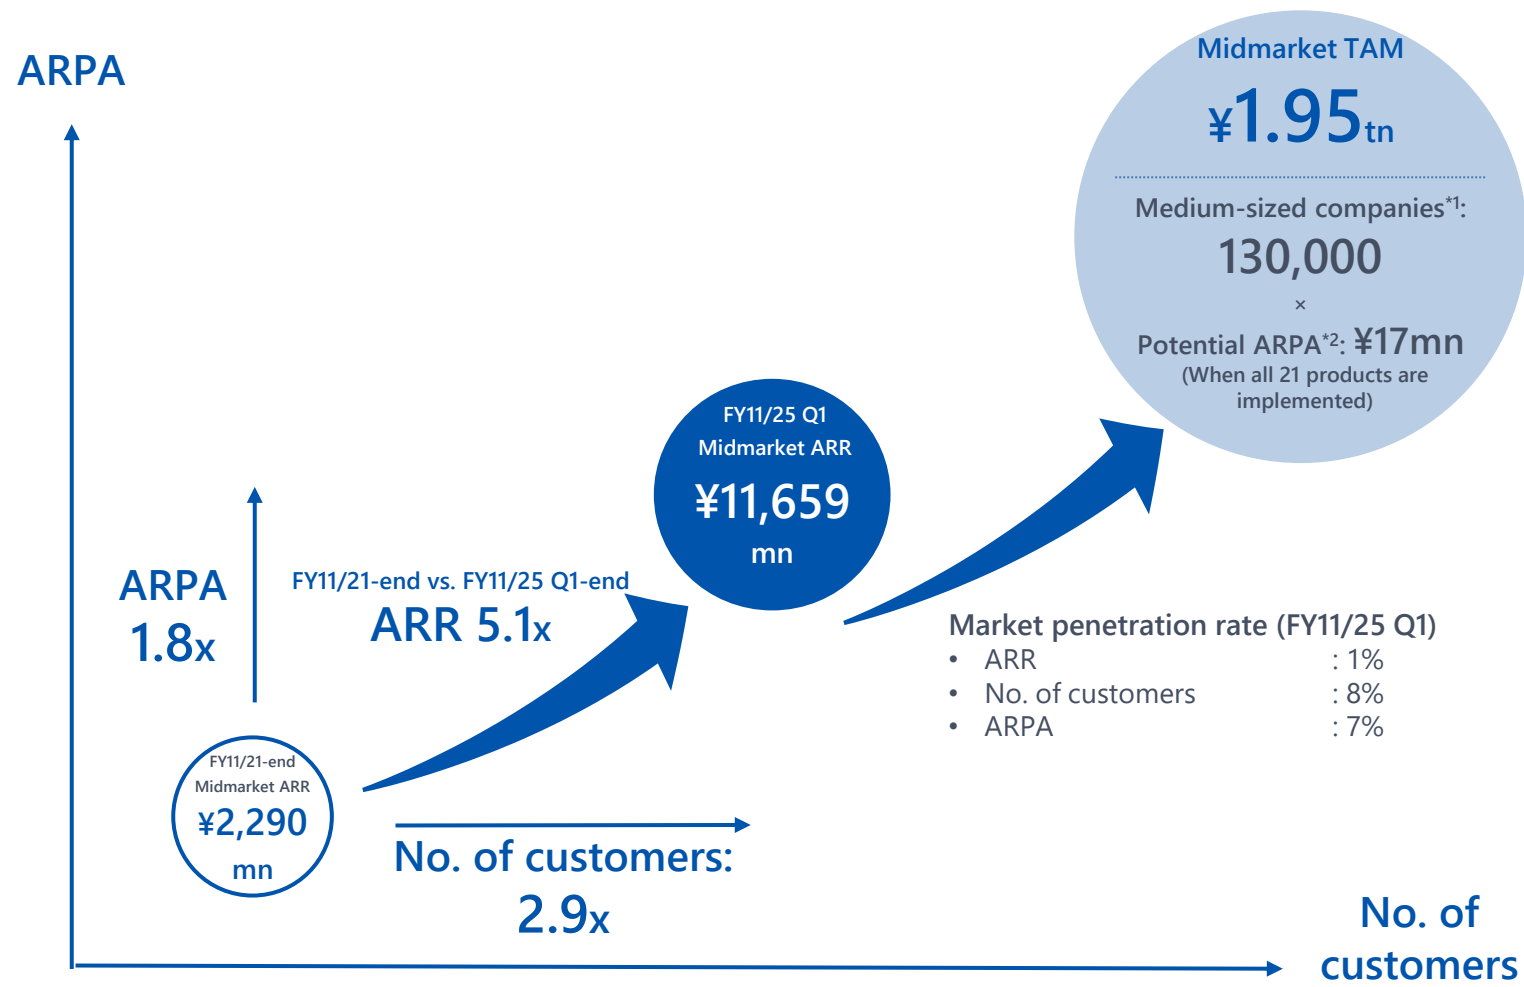 ARPA
Midmarket TAM
¥1.95tn
Medium-sized companies*1:
130,000
×
Potential ARPA*2: ¥17mn
(When all 21 products are
implemented)
FY11/25 Q1
Midmarket ARR
¥11,659
mn
ARPA
1.8x
FY11/21-end vs. FY11/25 Q1-end
ARR 5.1x
Market penetration rate (FY11/25 Q1)
• ARR : 1%
• No. of customers : 8%
• ARPA : 7%
FY11/21-end
Midmarket ARR
¥2,290
mn
No. of customers:
2.9x
No. of
customers